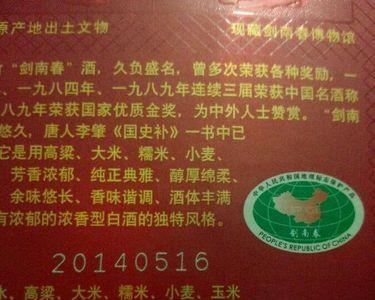 原产地出土文物 现藏剑南春博物馆
"剑南春"酒，久负盛名，曾多次荣获各种奖励，一
、一九八四年、一九八九年连续三届荣获中国名酒称
八九年荣获国家优质金奖，为中外人士赞赏。"剑南
悠久，唐人李肇《国史补》一书中已
它是用高粱、大米、糯米、小麦、
芳香浓郁、纯正典雅、醇厚绵柔、
、余味悠长、香味谐调、酒体丰满
有浓郁的浓香型白酒的独特风格。
中华人民共和国地理标志保护产品
剑南春
PEOPLE'S REPUBLIC OF CHINA
20140516
水、高粱、大米、糯米、小麦、玉米